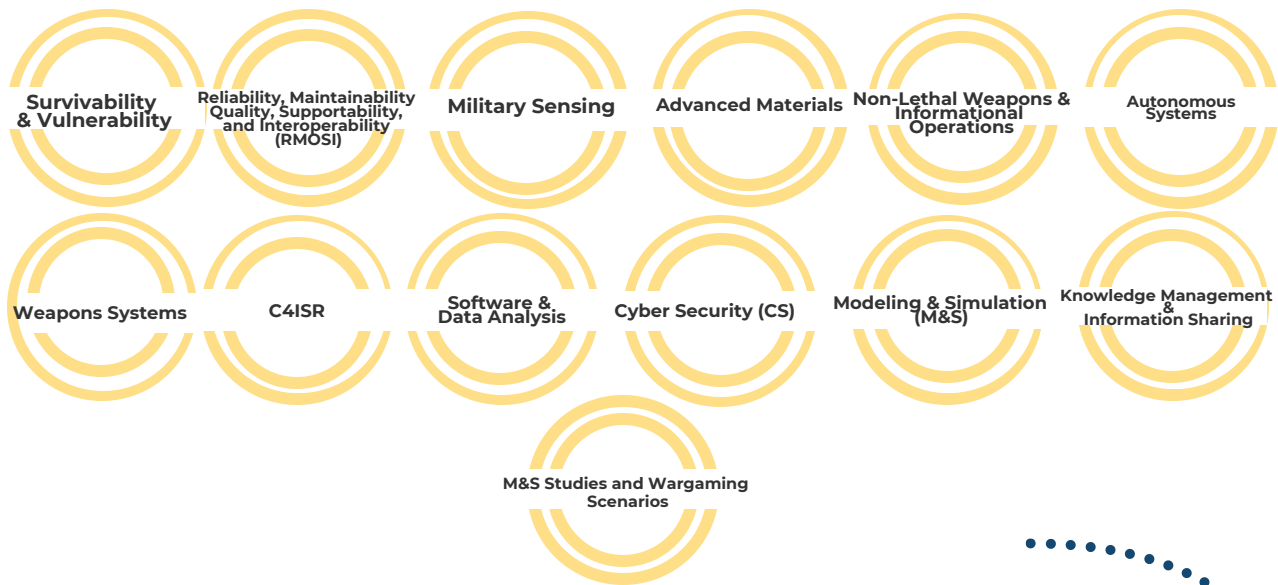 Survivability
& Vulnerability
Reliability, Maintainability
Quality, Supportability,
and Interoperability
(RMOSI)
Military Sensing
Advanced Materials
Non-Lethal Weapons &
Informational
Operations
Autonomous
Systems
Weapons Systems
C4ISR
Software &
Data Analysis
Cyber Security (CS)
Modeling & Simulation
(M&S)
Knowledge Management
&
Information Sharing
M&S Studies and Wargaming
Scenarios